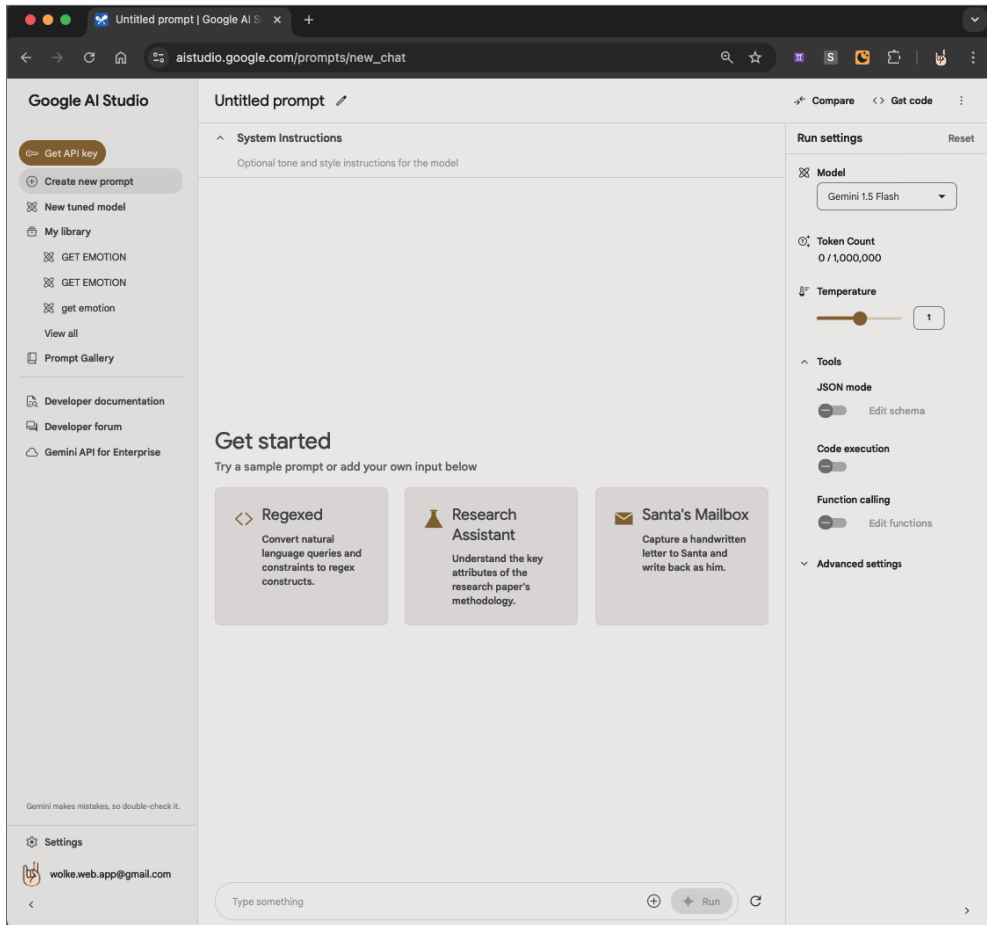 Untitled prompt | Google AI S
aistudio.google.com/prompts/new_chat
S
Google AI Studio
Get API key
Create new prompt
New tuned model
My library
GET EMOTION
GET EMOTION
get emotion
View all
Prompt Gallery
Developer documentation
Developer forum
Gemini API for Enterprise
Gemini makes mistakes, so double-check it.
Settings
wolke.web.app@gmail.com
Untitled prompt
Compare
Get code
System Instructions
Optional tone and style instructions for the model
Get started
Try a sample prompt or add your own input below
Regexed
Convert natural
language queries and
constraints to regex
constructs.
Research
Assistant
Understand the key
attributes of the
research paper's
methodology.
Santa's Mailbox
Capture a handwritten
letter to Santa and
write back as him.
Type something
Run
Run settings
Reset
Model
Gemini 1.5 Flash
Token Count
0 / 1,000,000
Temperature
1
Tools
JSON mode
Edit schema
Code execution
Function calling
Edit functions
Advanced settings